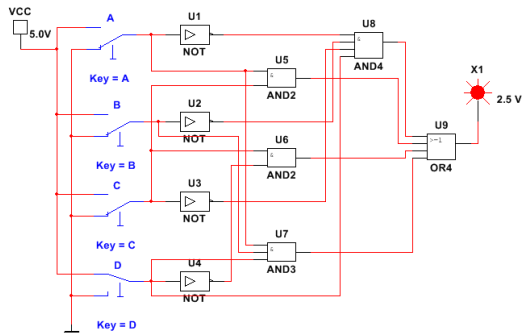 VCC
5.0V
A
Key = A
B
Key = B
C
Key = C
D
Key = D
U1
NOT
U2
NOT
U3
NOT
U4
NOT
U5
&
AND2
U6
&
AND2
U7
&
AND3
U8
&
AND4
U9
>=1
OR4
X1
2.5 V